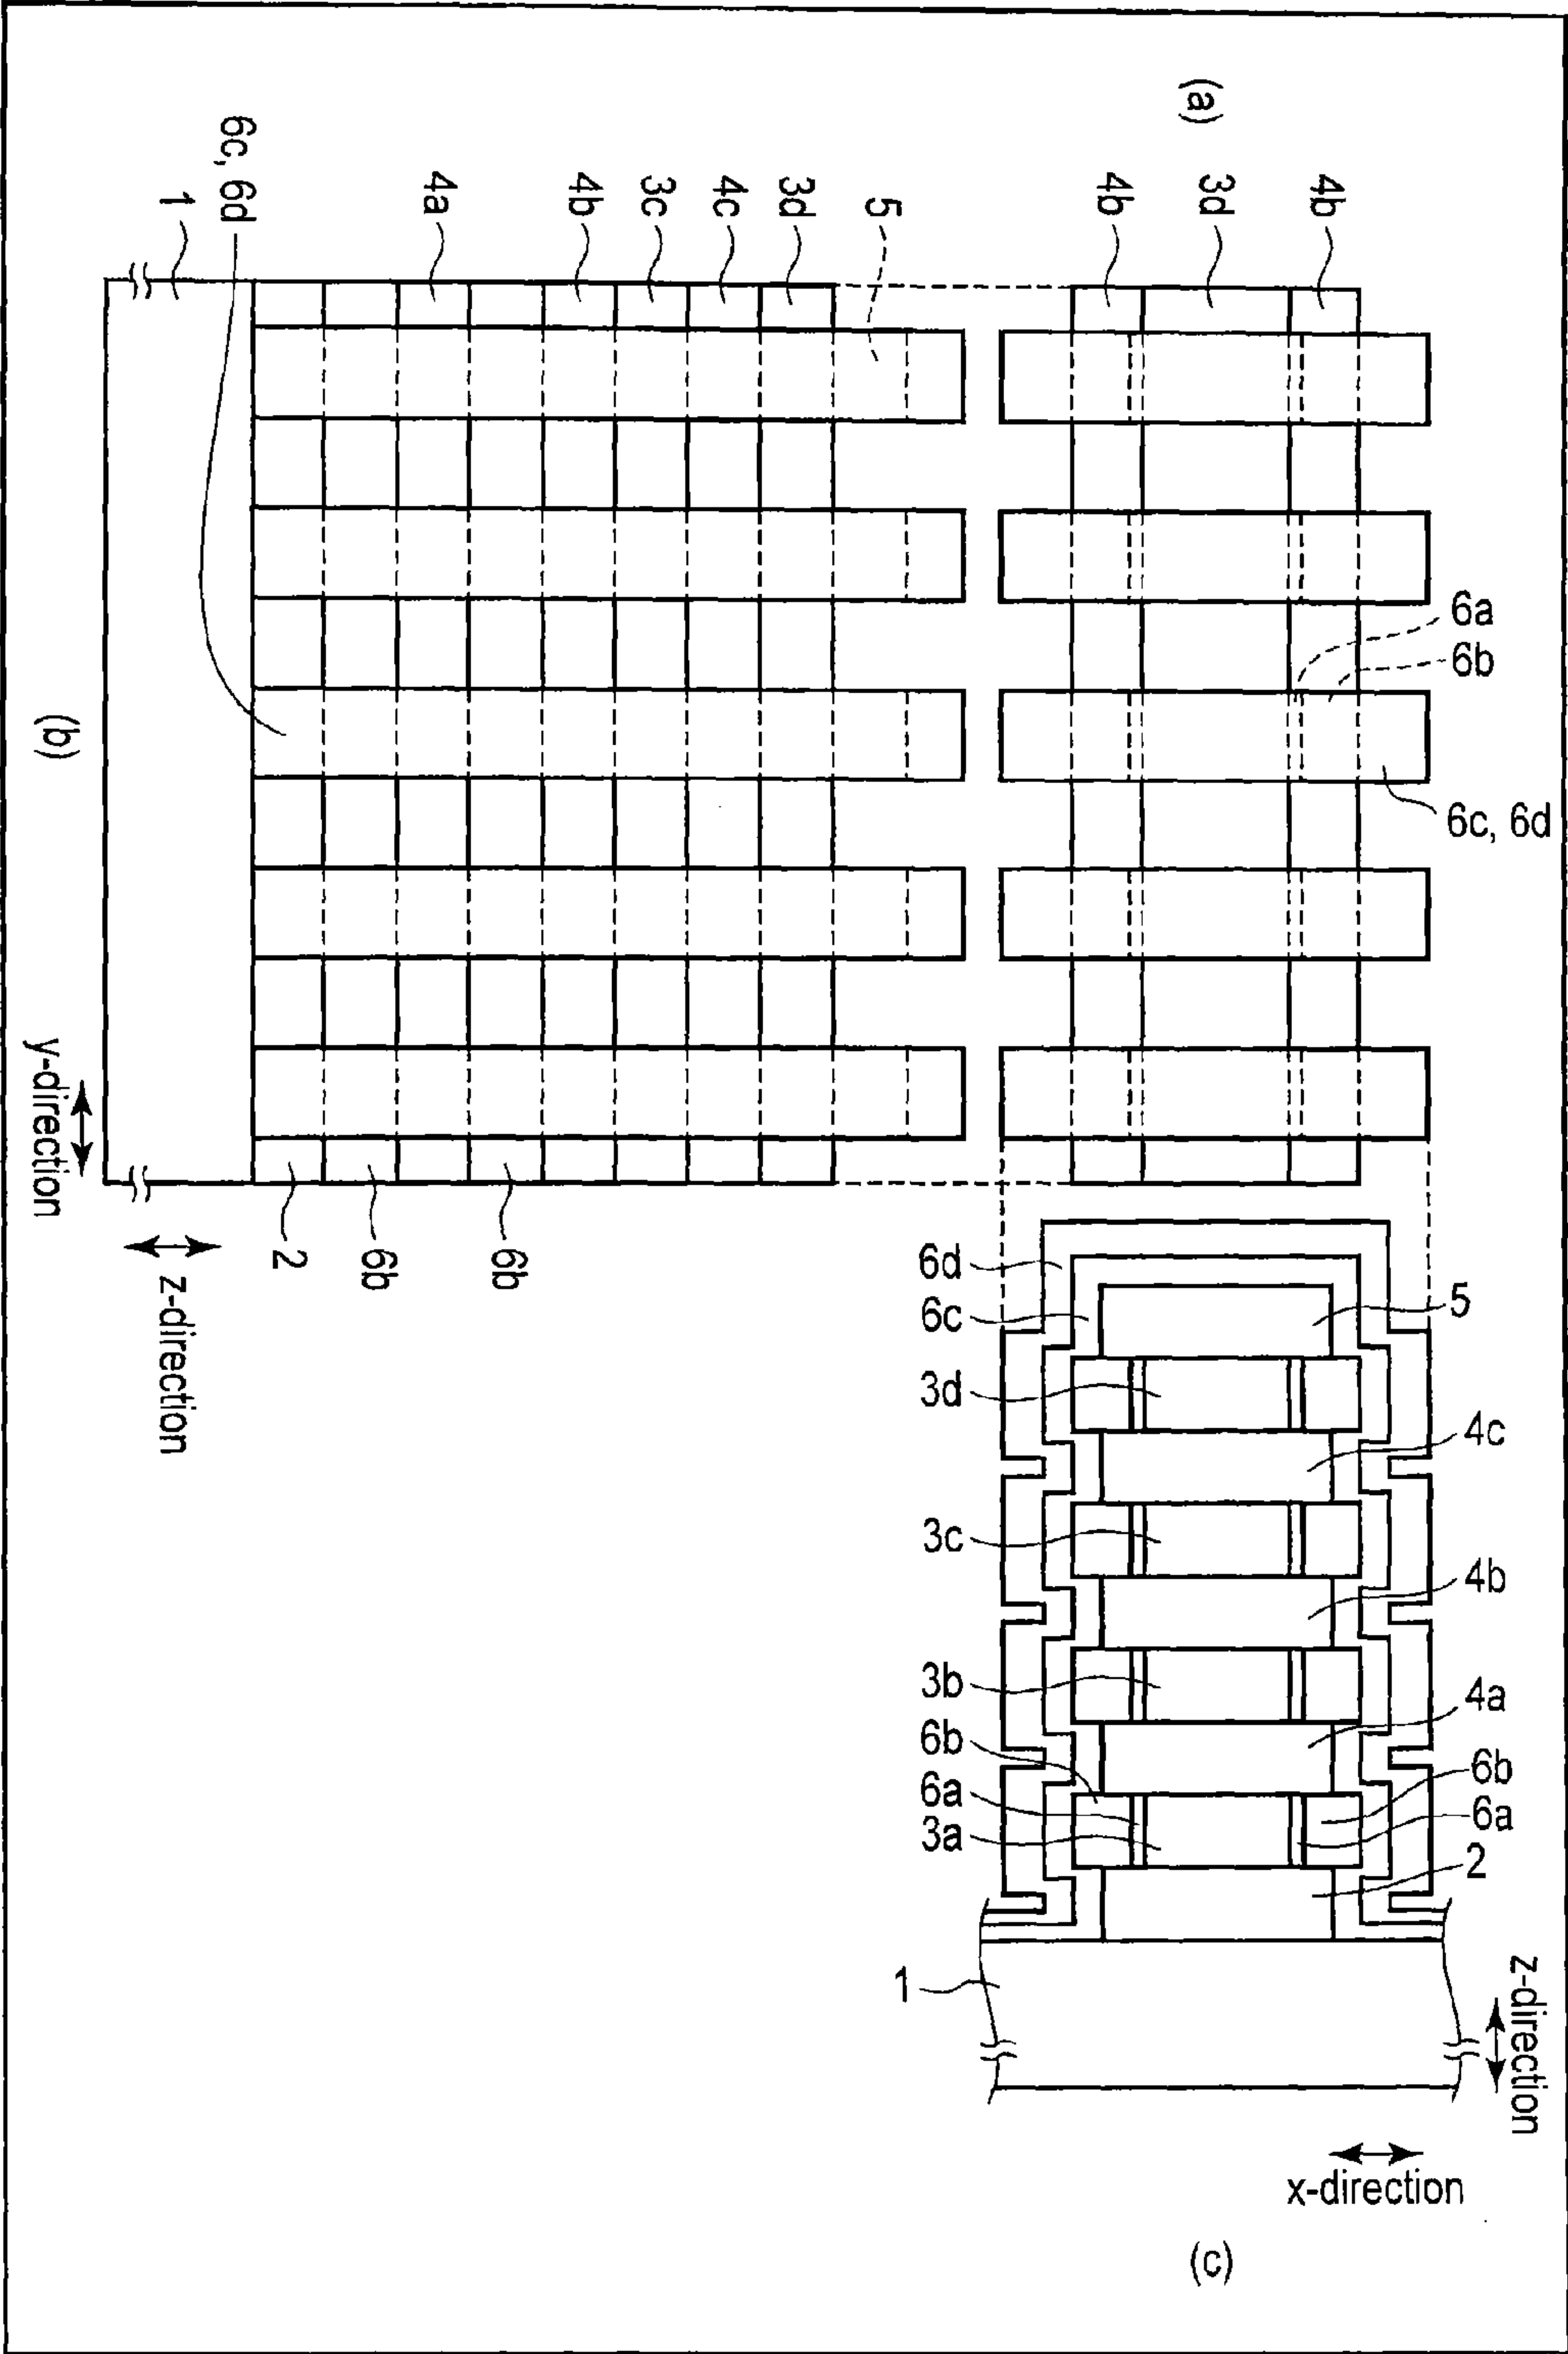 (a)
4b
3d
4b
6a
6b
6c, 6d
5
3d
4c
3c
4b
4a
6c, 6d
1
2
6b
6b
(b)
y-direction
z-direction
6d
6c
3d
3c
3b
6b
6a
3a
1
5
4c
4b
4a
6b
6a
2
z-direction
x-direction
(c)